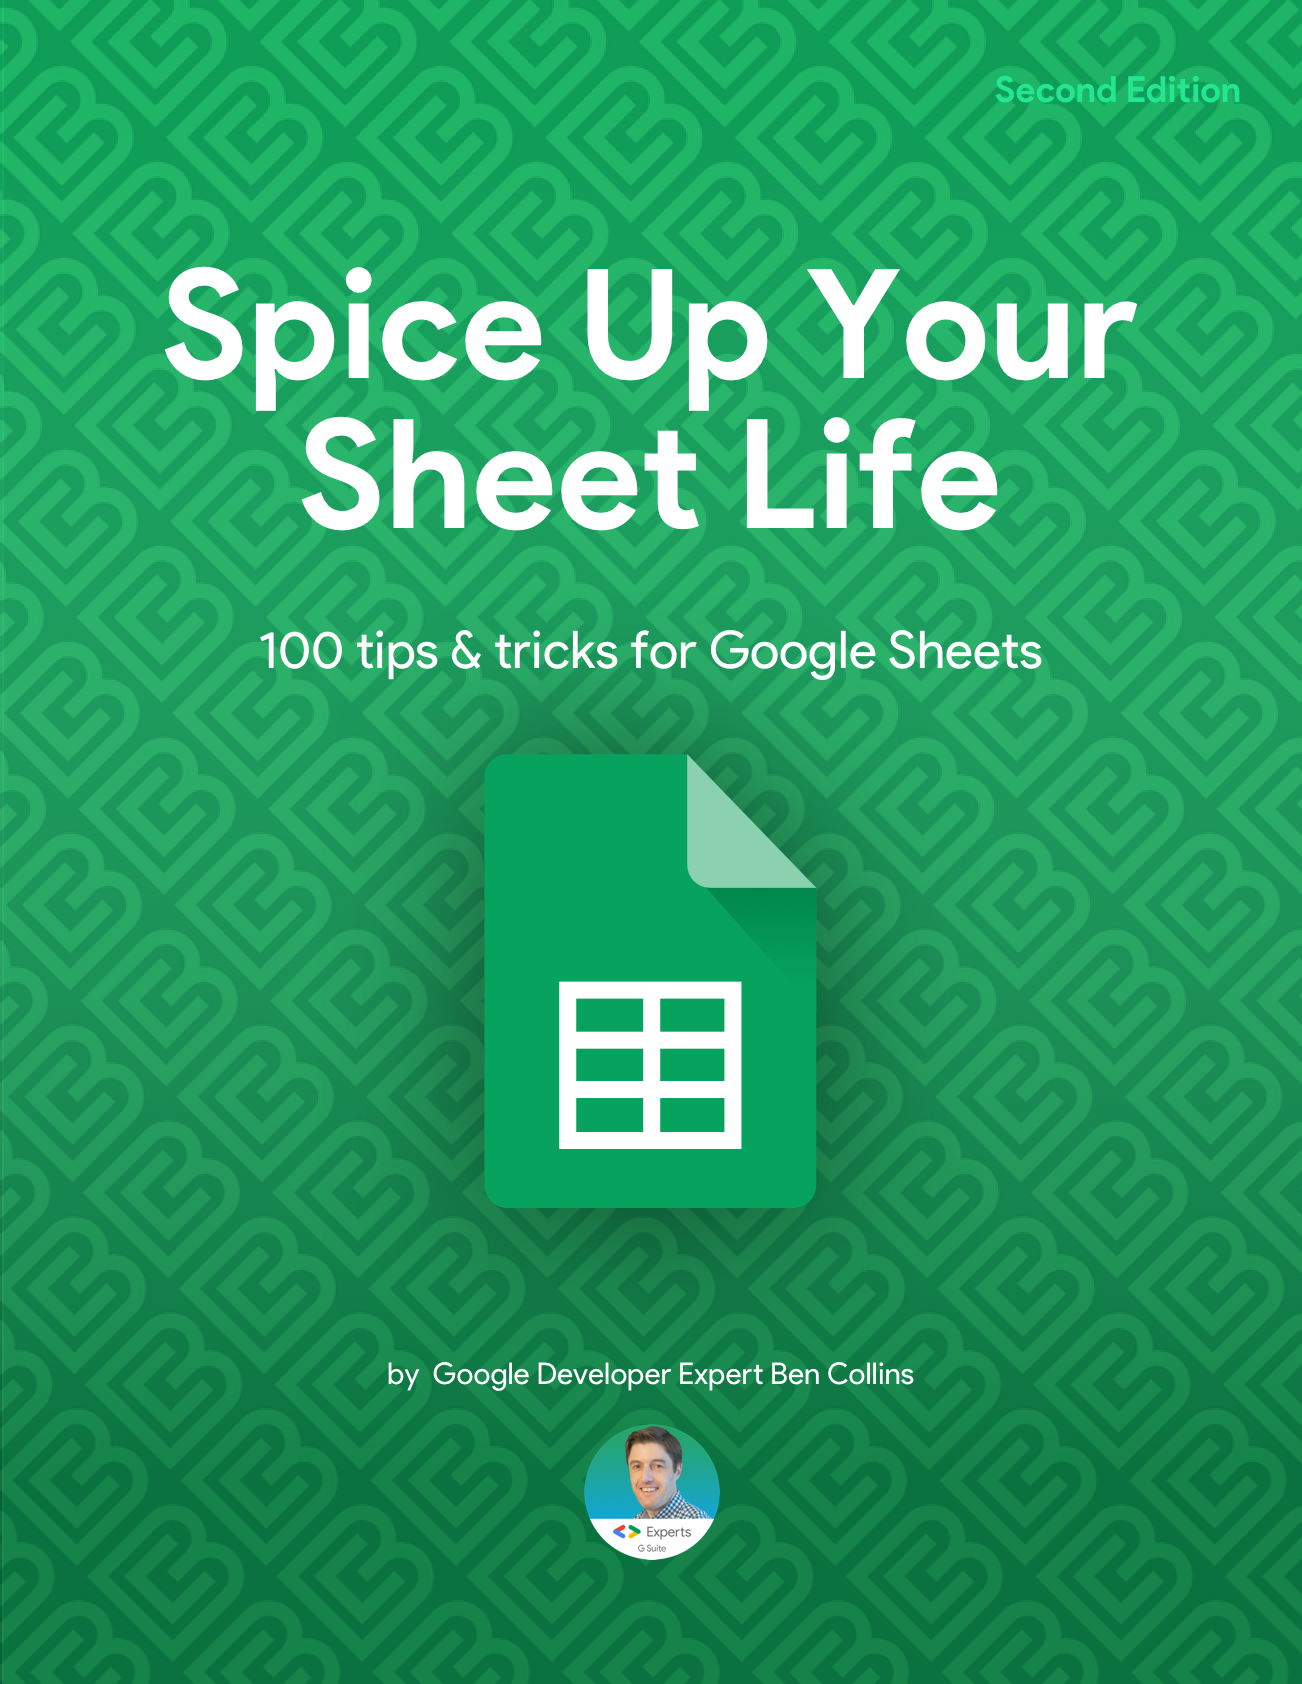 Second Edition
Spice Up Your
Sheet Life
100 tips & tricks for Google Sheets
by Google Developer Expert Ben Collins
Experts
G Suite